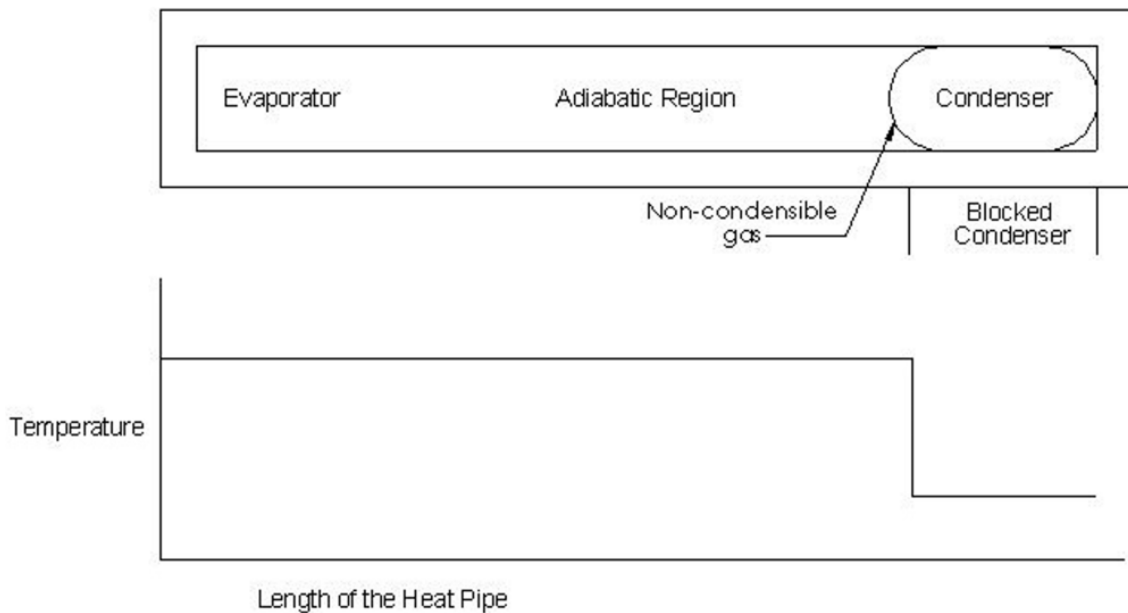 Evaporator
Adiabatic Region
Condenser
Non-condensible
gas
Blocked
Condenser
Temperature
Length of the Heat Pipe